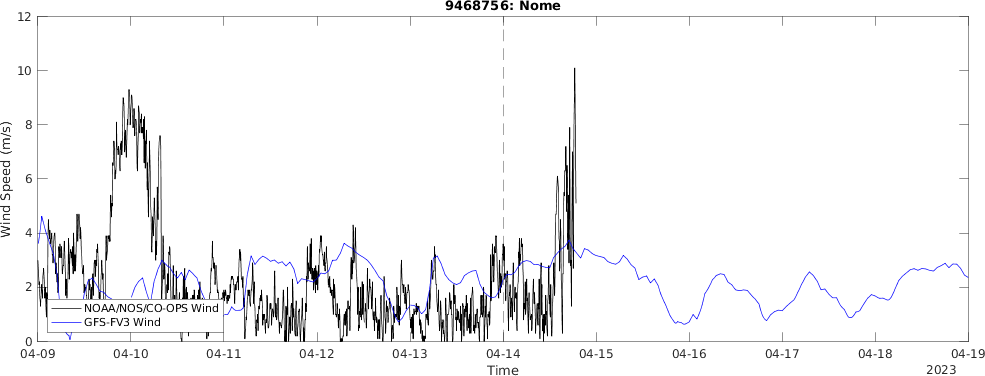 9468756: Nome
12
10
8
6
4
2
0
Wind Speed (m/s)
NOAA/NOS/CO-OPS Wind
GFS-FV3 Wind
04-09 04-10 04-11 04-12 04-13 04-14 04-15 04-16 04-17 04-18 04-19
Time
2023